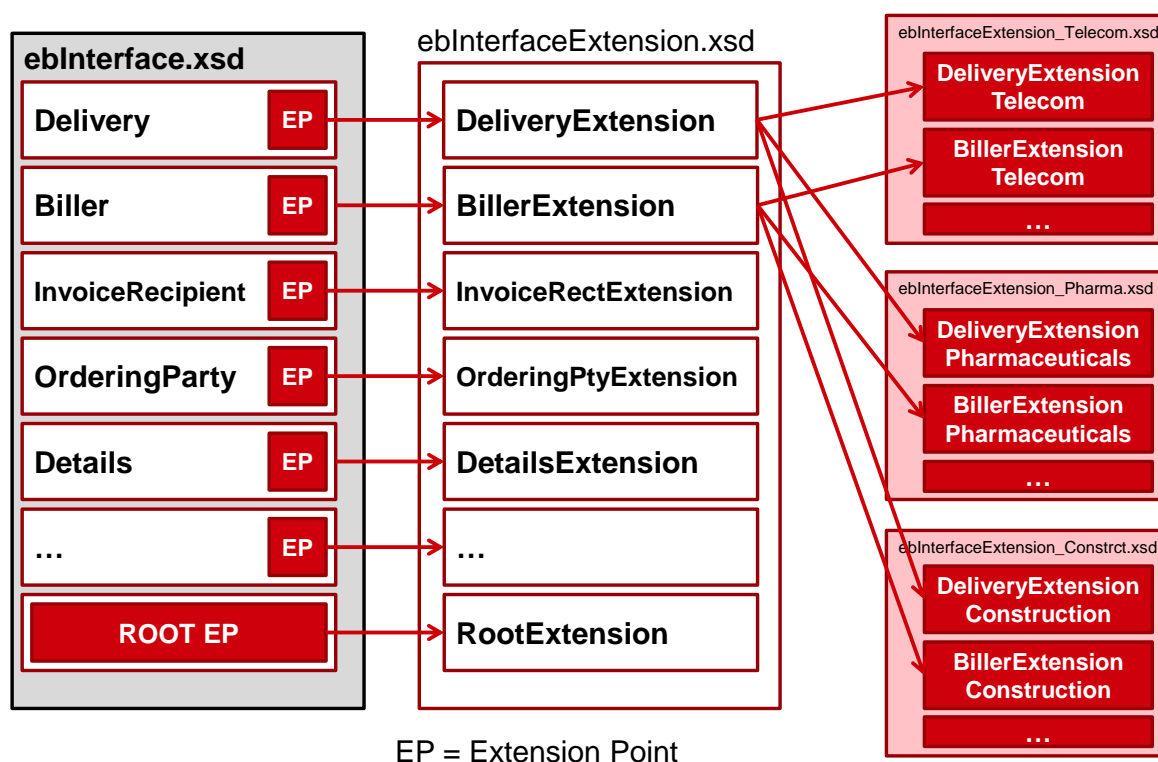 ebInterface.xsd
Delivery EP
Biller EP
InvoiceRecipient EP
OrderingParty EP
Details EP
... EP
ROOT EP
ebInterfaceExtension.xsd
DeliveryExtension
BillerExtension
InvoiceRectExtension
OrderingPtyExtension
DetailsExtension
...
RootExtension
ebInterfaceExtension_Telecom.xsd
DeliveryExtension
Telecom
BillerExtension
Telecom
...
ebInterfaceExtension_Pharma.xsd
DeliveryExtension
Pharmaceuticals
BillerExtension
Pharmaceuticals
...
ebInterfaceExtension_Constrct.xsd
DeliveryExtension
Construction
BillerExtension
Construction
...
EP = Extension Point